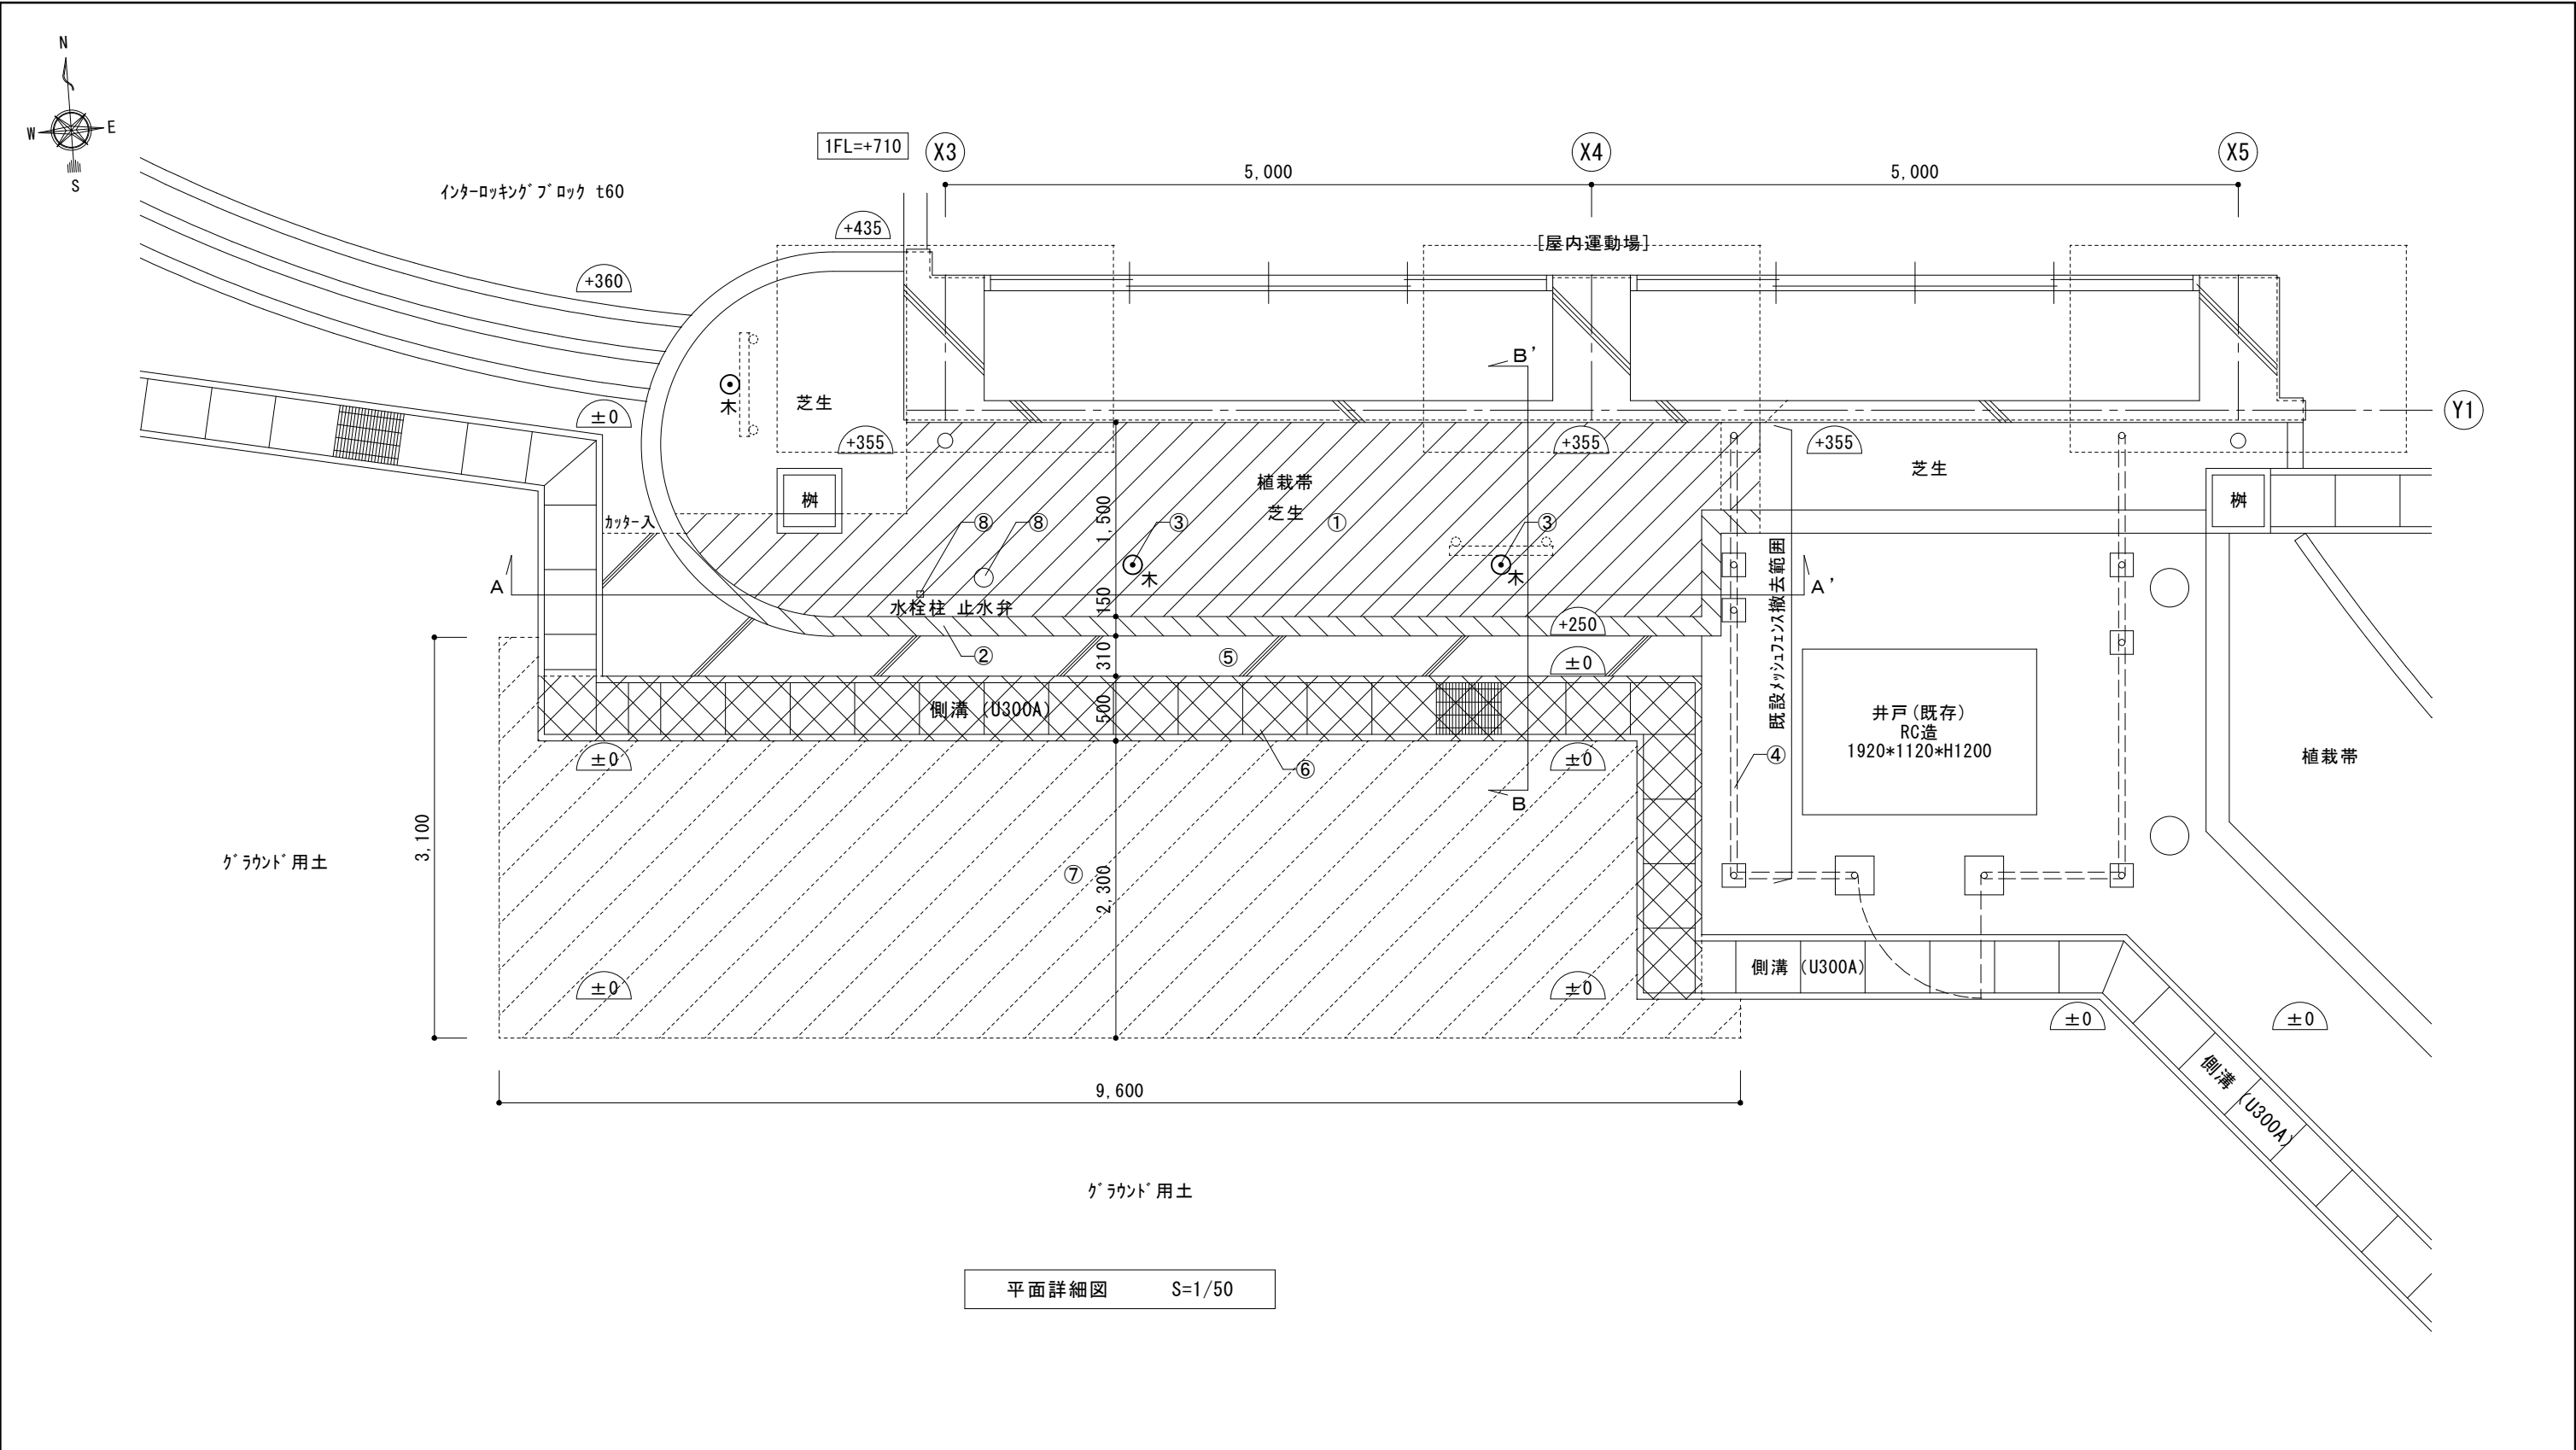 N
W
E
S
1FL=+710
X3
X4
X5
5,000
5,000
インターロッキングブロック t60
+435
[屋内運動場]
+360
B'
木
芝生
±0
Y1
+355
+355
+355
芝生
植栽帯
桝
1,500
芝生
①
桝
カッター入
⑧
⑧
③
③
A
木
木
A'
水栓柱 止水弁
150
既設メッシュフェンス撤去範囲
+250
②
310
⑤
±0
側溝 (U300A)
500
井戸(既存)
RC造
1920*1120*H1200
±0
±0
⑥
④
植栽帯
B
3,100
グラウンド用土
⑦
2,300
側溝 (U300A)
±0
±0
±0
±0
側溝 (U300A)
9,600
グラウンド用土
平面詳細図 S=1/50